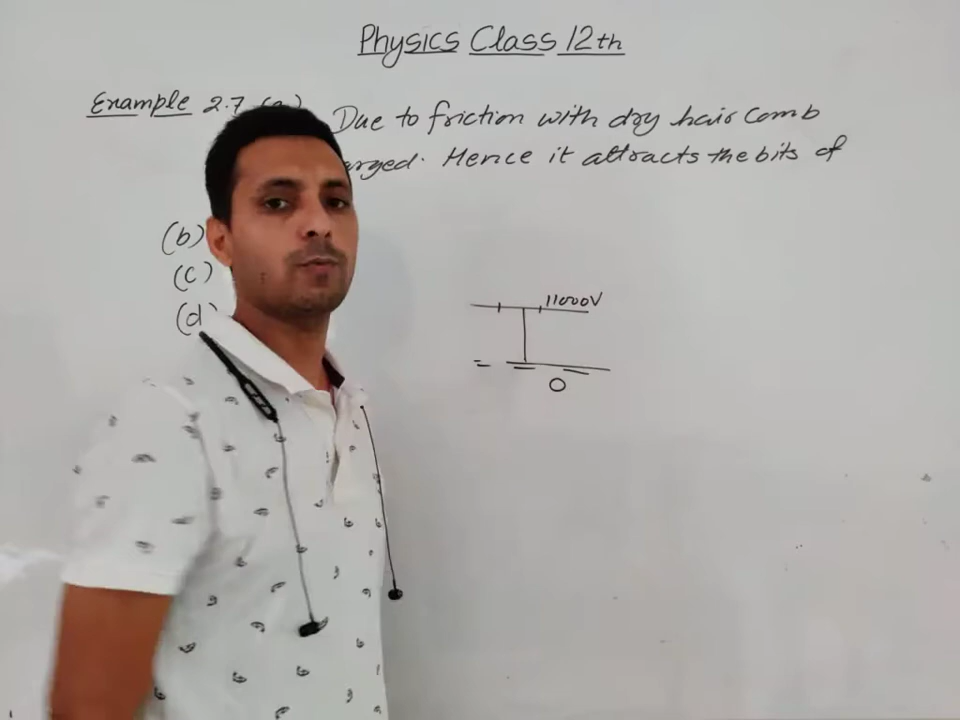 Physics Class 12th
Example 2.7 (a) Due to friction with dry hair comb
arged. Hence it attracts the bits of
(b)
(c)
(d)
11000V
0